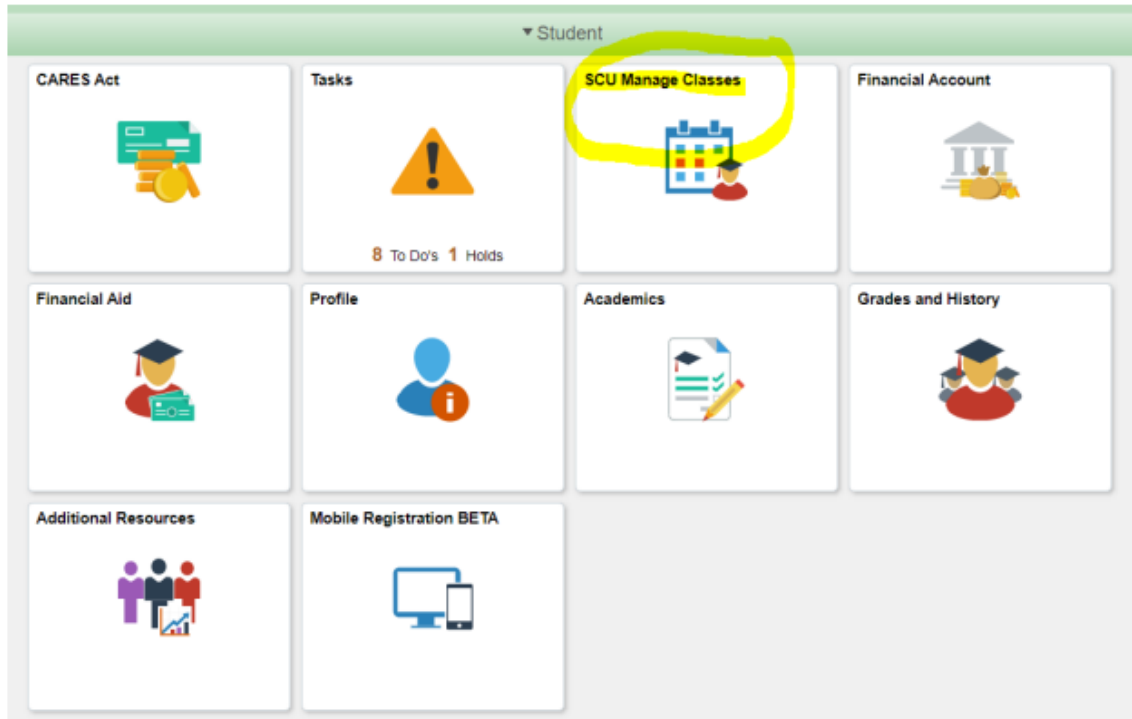 Student
CARES Act
Tasks
SCU Manage Classes
Financial Account
8 To Do's 1 Holds
Financial Aid
Profile
Academics
Grades and History
Additional Resources
Mobile Registration BETA